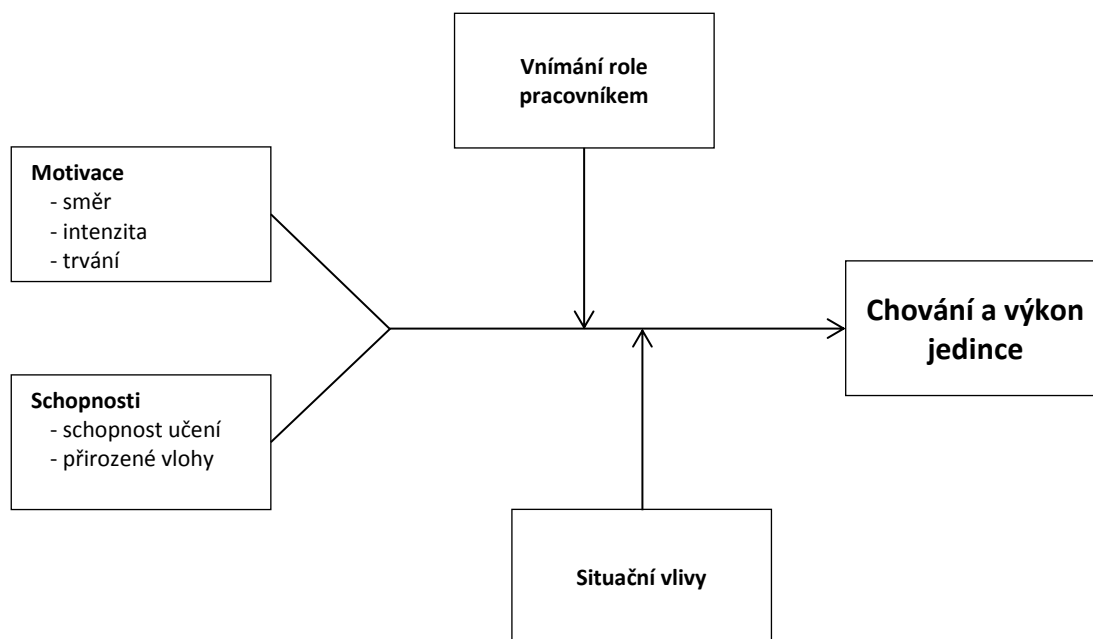 Vnímání role
pracovníkem
Motivace
- směr
- intenzita
- trvání
Chování a výkon
jedince
Schopnosti
- schopnost učení
- přirozené vlohy
Situační vlivy